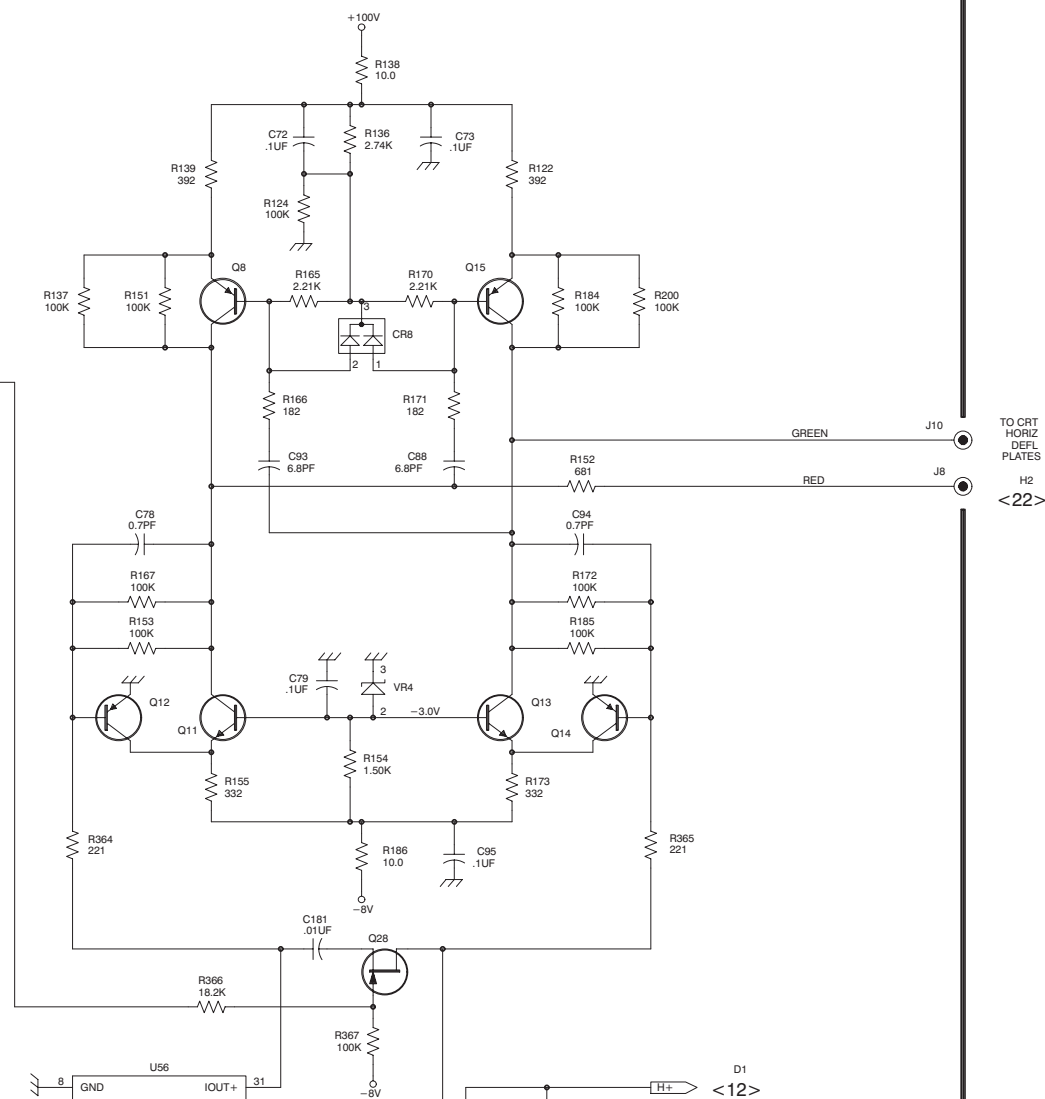 +100V
R138
10.0
C72
.1UF
R136
2.74K
C73
.1UF
R139
392
R122
392
R124
100K
Q8
R165
2.21K
R170
2.21K
Q15
R137
100K
R151
100K
3
R184
100K
R200
100K
CR8
2
1
R166
182
R171
182
GREEN
J10
TO CRT
HORIZ
DEFL
PLATES
C93
6.8PF
C88
6.8PF
R152
681
RED
J8
H2
<22>
C78
0.7PF
C94
0.7PF
R167
100K
R172
100K
R153
100K
R185
100K
C79
.1UF
3
VR4
2
−3.0V
Q12
Q11
Q13
Q14
R154
1.50K
R155
332
R173
332
R364
221
R186
10.0
C95
.1UF
R365
221
−8V
C181
.01UF
Q28
R366
18.2K
R367
100K
−8V
U56
8
GND
IOUT+
31
H+
D1
<12>